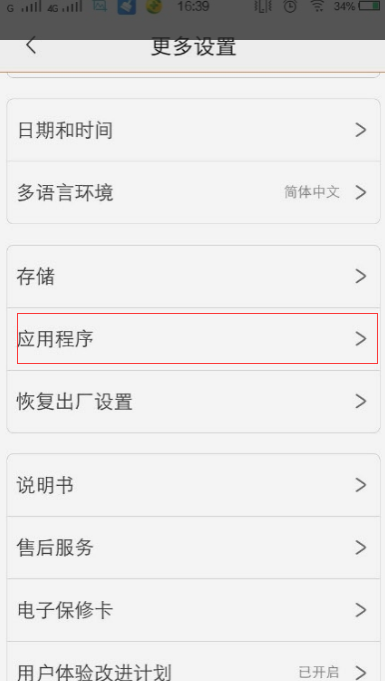 G 4G 16:39 34%
更多设置
日期和时间
多语言环境 简体中文
存储
应用程序
恢复出厂设置
说明书
售后服务
电子保修卡
用户体验改进计划 已开启